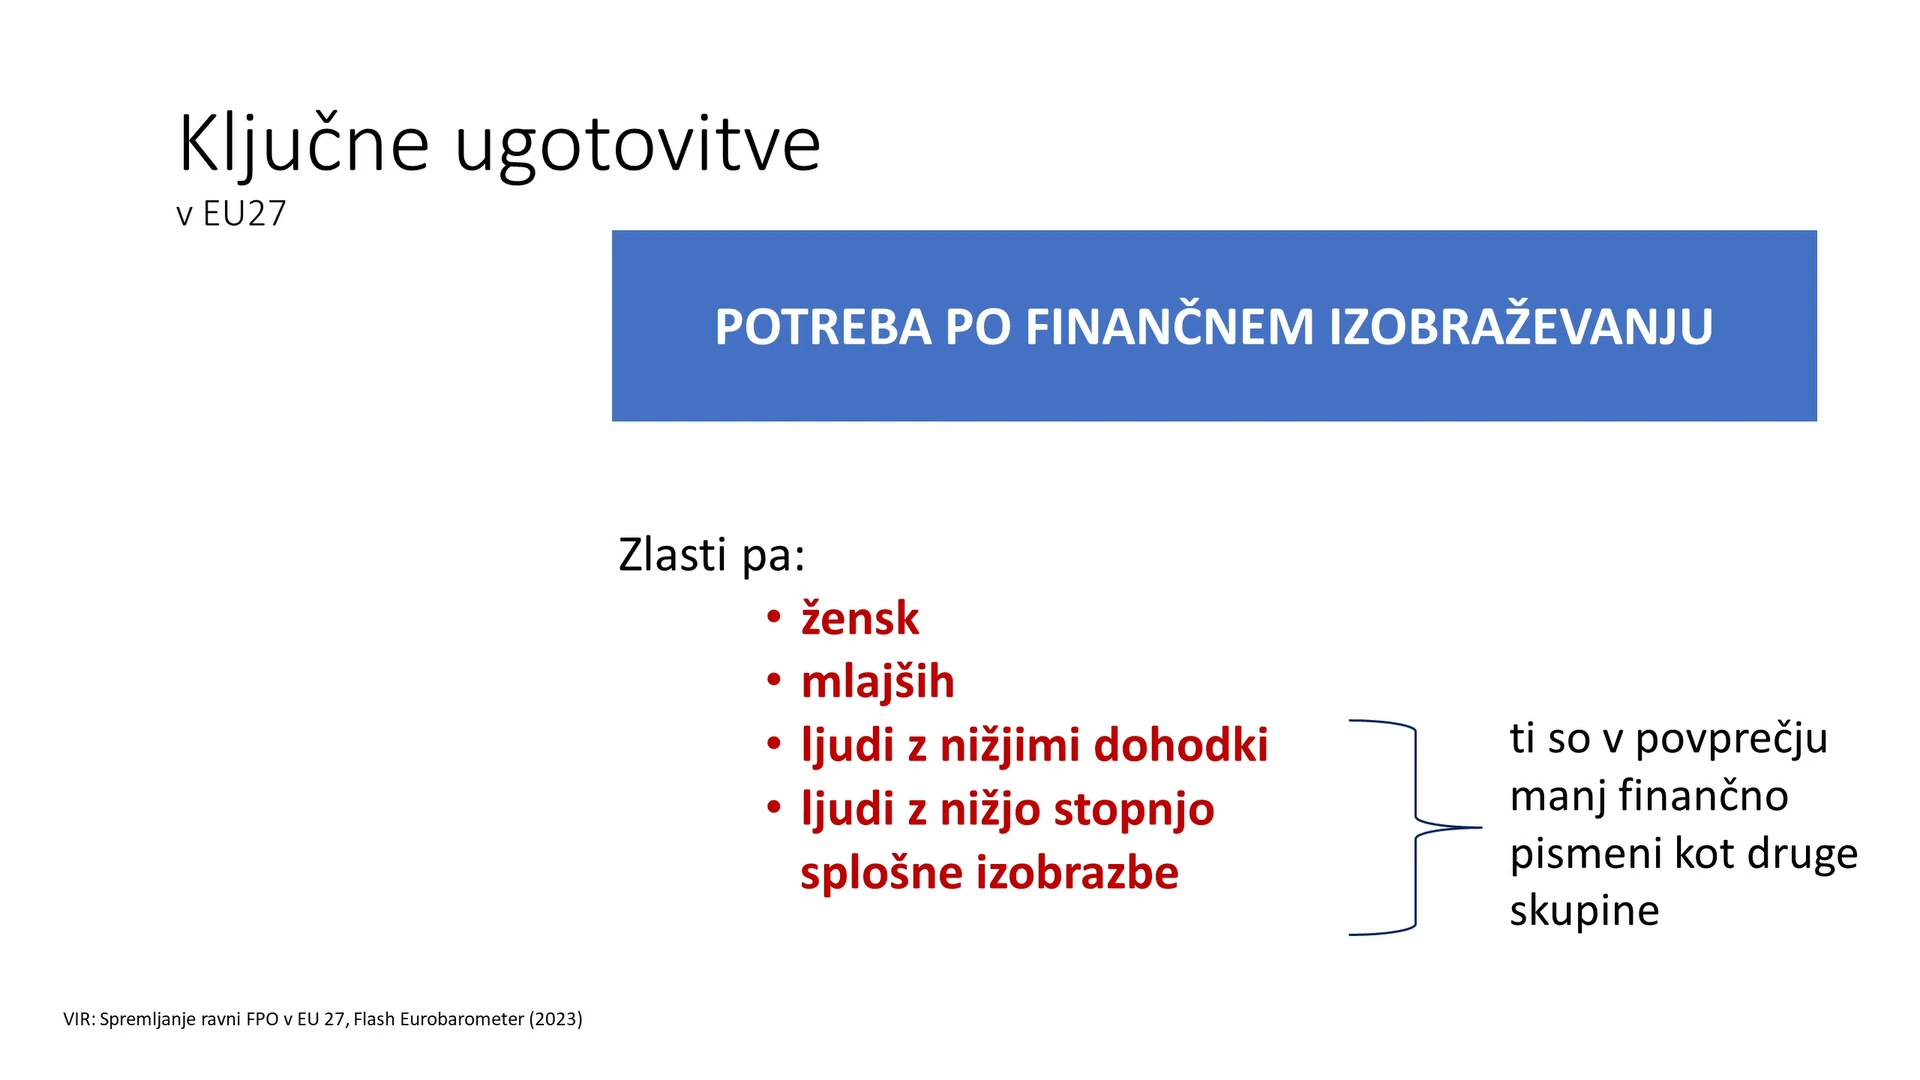 Ključne ugotovitve
v EU27
POTREBA PO FINANČNEM IZOBRAŽEVANJU
Zlasti pa:
• žensk
• mlajših
• ljudi z nižjimi dohodki
• ljudi z nižjo stopnjo
splošne izobrazbe
ti so v povprečju
manj finančno
pismeni kot druge
skupine
VIR: Spremljanje ravni FPO v EU 27, Flash Eurobarometer (2023)